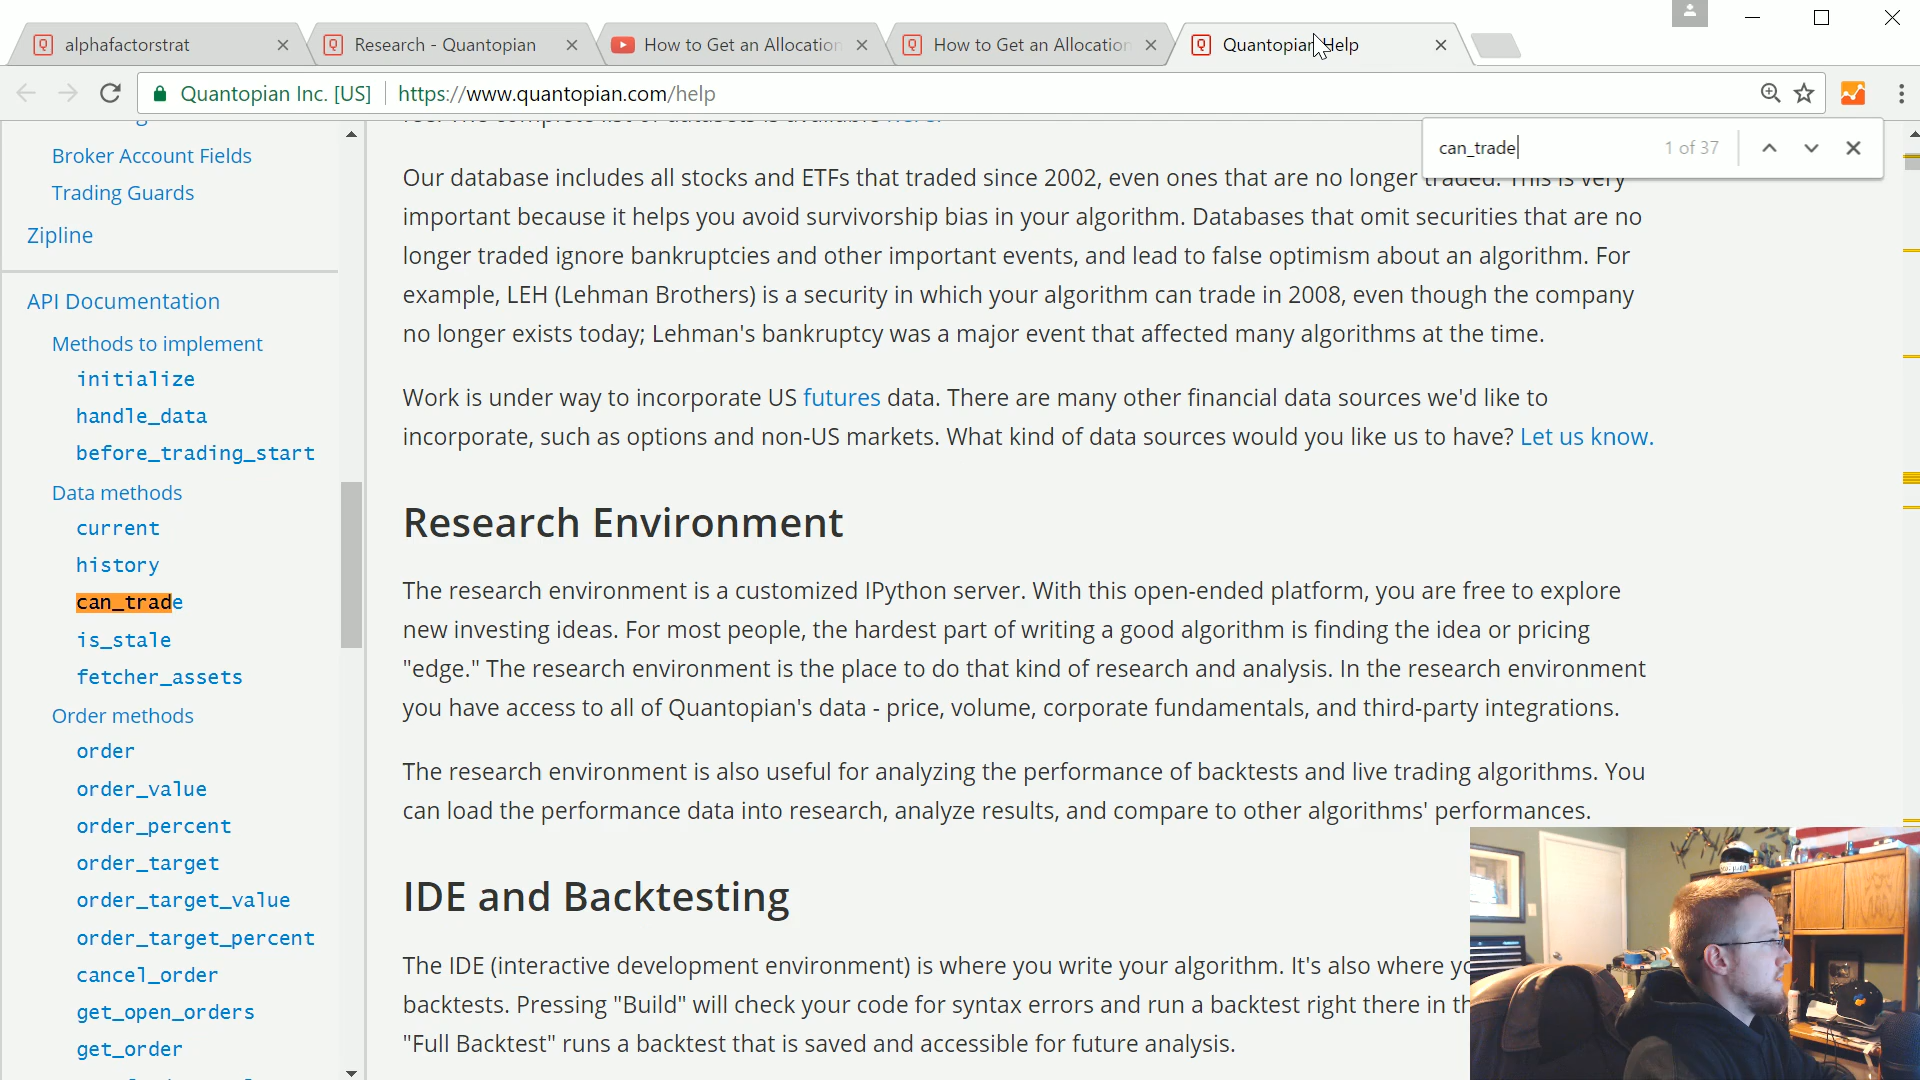 alphafactorstrat
Research - Quantopian
How to Get an Allocation
How to Get an Allocation
Quantopian Help
Quantopian Inc. [US]
https://www.quantopian.com/help
can_trade
1 of 37
Broker Account Fields
Trading Guards
Zipline
API Documentation
Methods to implement
initialize
handle_data
before_trading_start
Data methods
current
history
can_trade
is_stale
fetcher_assets
Order methods
order
order_value
order_percent
order_target
order_target_value
order_target_percent
cancel_order
get_open_orders
get_order
Our database includes all stocks and ETFs that traded since 2002, even ones that are no longer traded. This is very
important because it helps you avoid survivorship bias in your algorithm. Databases that omit securities that are no
longer traded ignore bankruptcies and other important events, and lead to false optimism about an algorithm. For
example, LEH (Lehman Brothers) is a security in which your algorithm can trade in 2008, even though the company
no longer exists today; Lehman's bankruptcy was a major event that affected many algorithms at the time.
Work is under way to incorporate US futures data. There are many other financial data sources we'd like to
incorporate, such as options and non-US markets. What kind of data sources would you like us to have? Let us know.
Research Environment
The research environment is a customized IPython server. With this open-ended platform, you are free to explore
new investing ideas. For most people, the hardest part of writing a good algorithm is finding the idea or pricing
"edge." The research environment is the place to do that kind of research and analysis. In the research environment
you have access to all of Quantopian's data - price, volume, corporate fundamentals, and third-party integrations.
The research environment is also useful for analyzing the performance of backtests and live trading algorithms. You
can load the performance data into research, analyze results, and compare to other algorithms' performances.
IDE and Backtesting
The IDE (interactive development environment) is where you write your algorithm. It's also where
backtests. Pressing "Build" will check your code for syntax errors and run a backtest right there in
"Full Backtest" runs a backtest that is saved and accessible for future analysis.